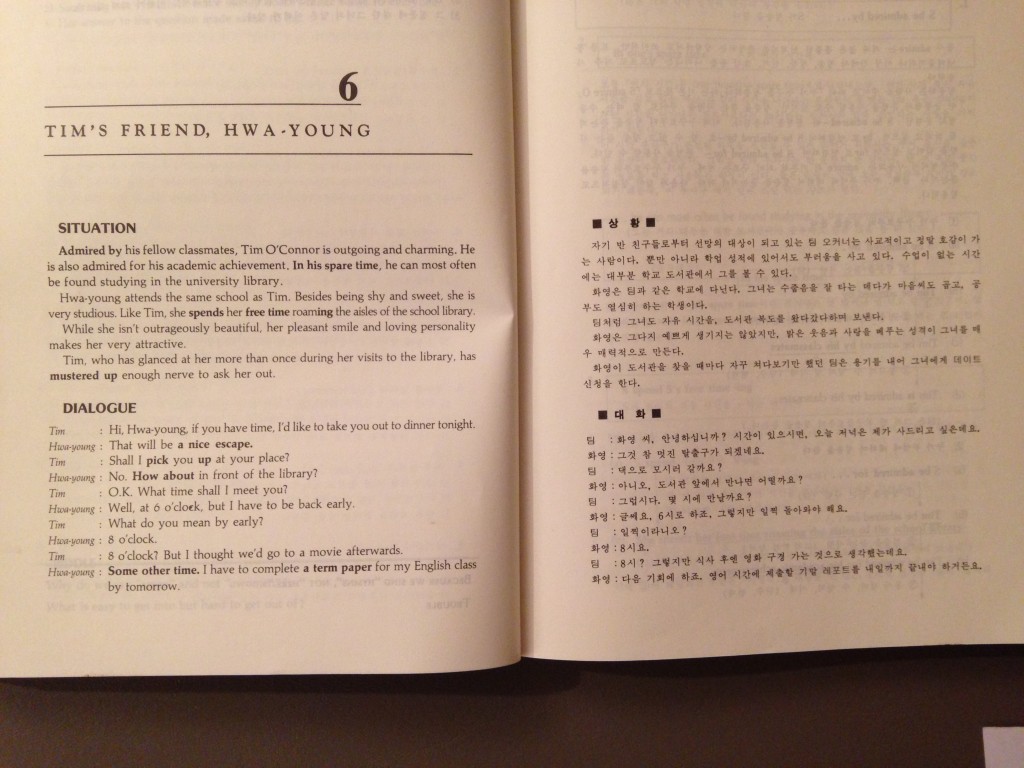 6
TIM'S FRIEND, HWA-YOUNG
SITUATION
Admired by his fellow classmates, Tim O'Connor is outgoing and charming. He
is also admired for his academic achievement. In his spare time, he can most often
be found studying in the university library.
Hwa-young attends the same school as Tim. Besides being shy and sweet, she is
very studious. Like Tim, she spends her free time roaming the aisles of the school library.
While she isn't outrageously beautiful, her pleasant smile and loving personality
makes her very attractive.
Tim, who has glanced at her more than once during her visits to the library, has
mustered up enough nerve to ask her out.
DIALOGUE
Tim : Hi, Hwa-young, if you have time, I'd like to take you out to dinner tonight.
Hwa-young : That will be a nice escape.
Tim : Shall I pick you up at your place?
Hwa-young : No. How about in front of the library?
Tim : O.K. What time shall I meet you?
Hwa-young : Well, at 6 o'clock, but I have to be back early.
Tim : What do you mean by early?
Hwa-young : 8 o'clock.
Tim : 8 o'clock? But I thought we'd go to a movie afterwards.
Hwa-young : Some other time. I have to complete a term paper for my English class
by tomorrow.
■ 상 황 ■
자기 반 친구들로부터 선망의 대상이 되고 있는 팀 오커너는 사교적이고 정말 호감이 가
는 사람이다. 뿐만 아니라 학업 성적에 있어서도 부러움을 사고 있다. 수업이 없는 시간
에는 대부분 학교 도서관에서 그를 볼 수 있다.
화영은 팀과 같은 학교에 다닌다. 그녀는 수줍음을 잘 타는 데다가 마음씨도 곱고, 공
부도 열심히 하는 학생이다.
팀처럼 그녀도 자유 시간을, 도서관 복도를 왔다갔다하며 보낸다.
화영은 그다지 예쁘게 생기지는 않았지만, 밝은 웃음과 사랑을 베푸는 성격이 그녀를 매
우 매력적으로 만든다.
화영이 도서관을 찾을 때마다 자꾸 쳐다보기만 했던 팀은 용기를 내어 그녀에게 데이트
신청을 한다.
■ 대 화 ■
팀 : 화영 씨, 안녕하십니까? 시간이 있으시면, 오늘 저녁은 제가 사드리고 싶은데요.
화영 : 그것 참 멋진 탈출구가 되겠네요.
팀 : 댁으로 모시러 갈까요?
화영 : 아니오, 도서관 앞에서 만나면 어떨까요?
팀 : 그럽시다. 몇 시에 만날까요?
화영 : 글쎄요, 6시로 하죠, 그렇지만 일찍 돌아와야 해요.
팀 : 일찍이라니오?
화영 : 8시요.
팀 : 8시? 그렇지만 식사 후엔 영화 구경 가는 것으로 생각했는데요.
화영 : 다음 기회에 하죠. 영어 시간에 제출할 기말 레포트를 내일까지 끝내야 하거든요.